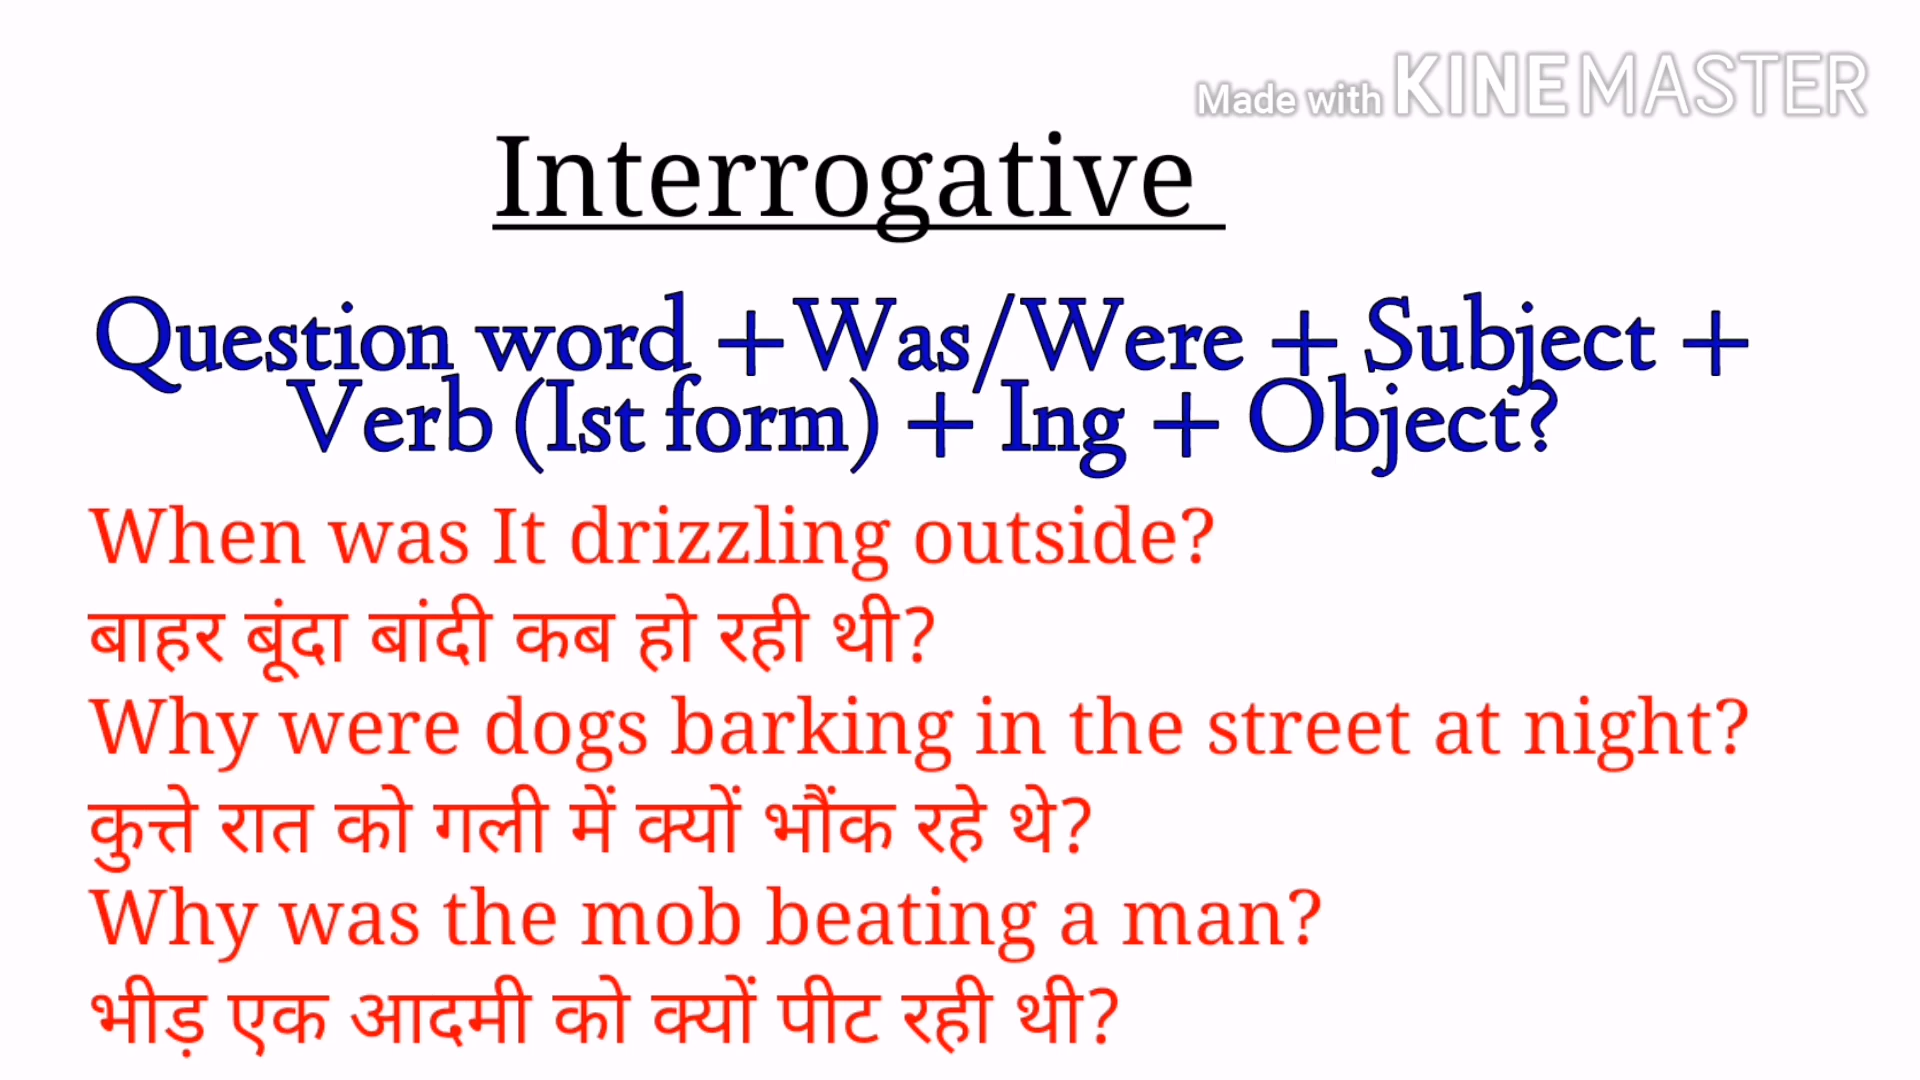 Made with KINEMASTER
Interrogative
Question word +Was/Were + Subject +
Verb (Ist form) + Ing + Object?
When was It drizzling outside?
बाहर बूंदा बांदी कब हो रही थी?
Why were dogs barking in the street at night?
कुत्ते रात को गली में क्यों भौंक रहे थे?
Why was the mob beating a man?
भीड़ एक आदमी को क्यों पीट रही थी?